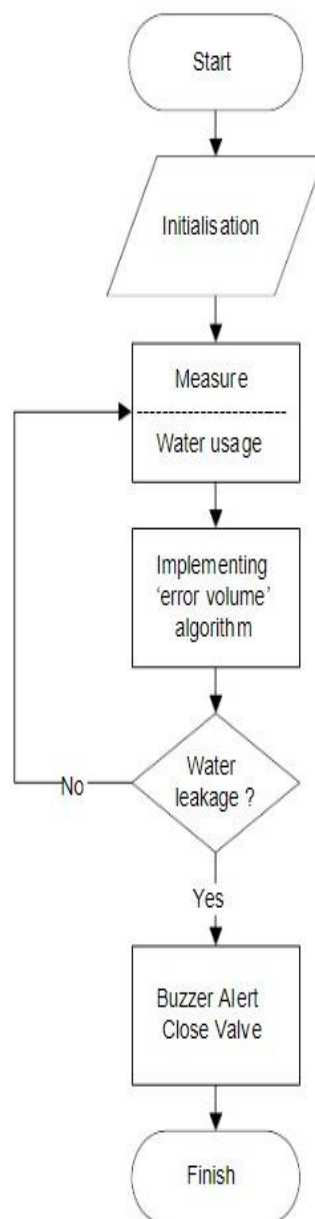 Start
Initialisation
Measure
Water usage
Implementing
‘error volume’
algorithm
Water
leakage ?
No
Yes
Buzzer Alert
Close Valve
Finish